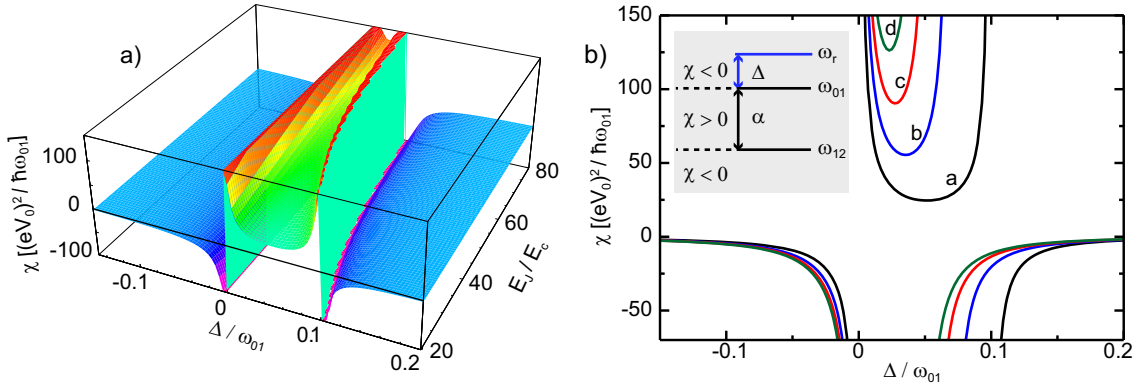 a)
χ [(eV₀)² / ħω₀₁]
100
0
-100
-0.1
0
0.1
0.2
Δ / ω₀₁
20
40
60
80
E_J / E_c
b)
χ [(eV₀)² / ħω₀₁]
150
100
50
0
-50
-0.1
0
0.1
0.2
Δ / ω₀₁
d
c
b
a
ω_r
χ < 0
Δ
ω₀₁
χ > 0
α
ω₁₂
χ < 0